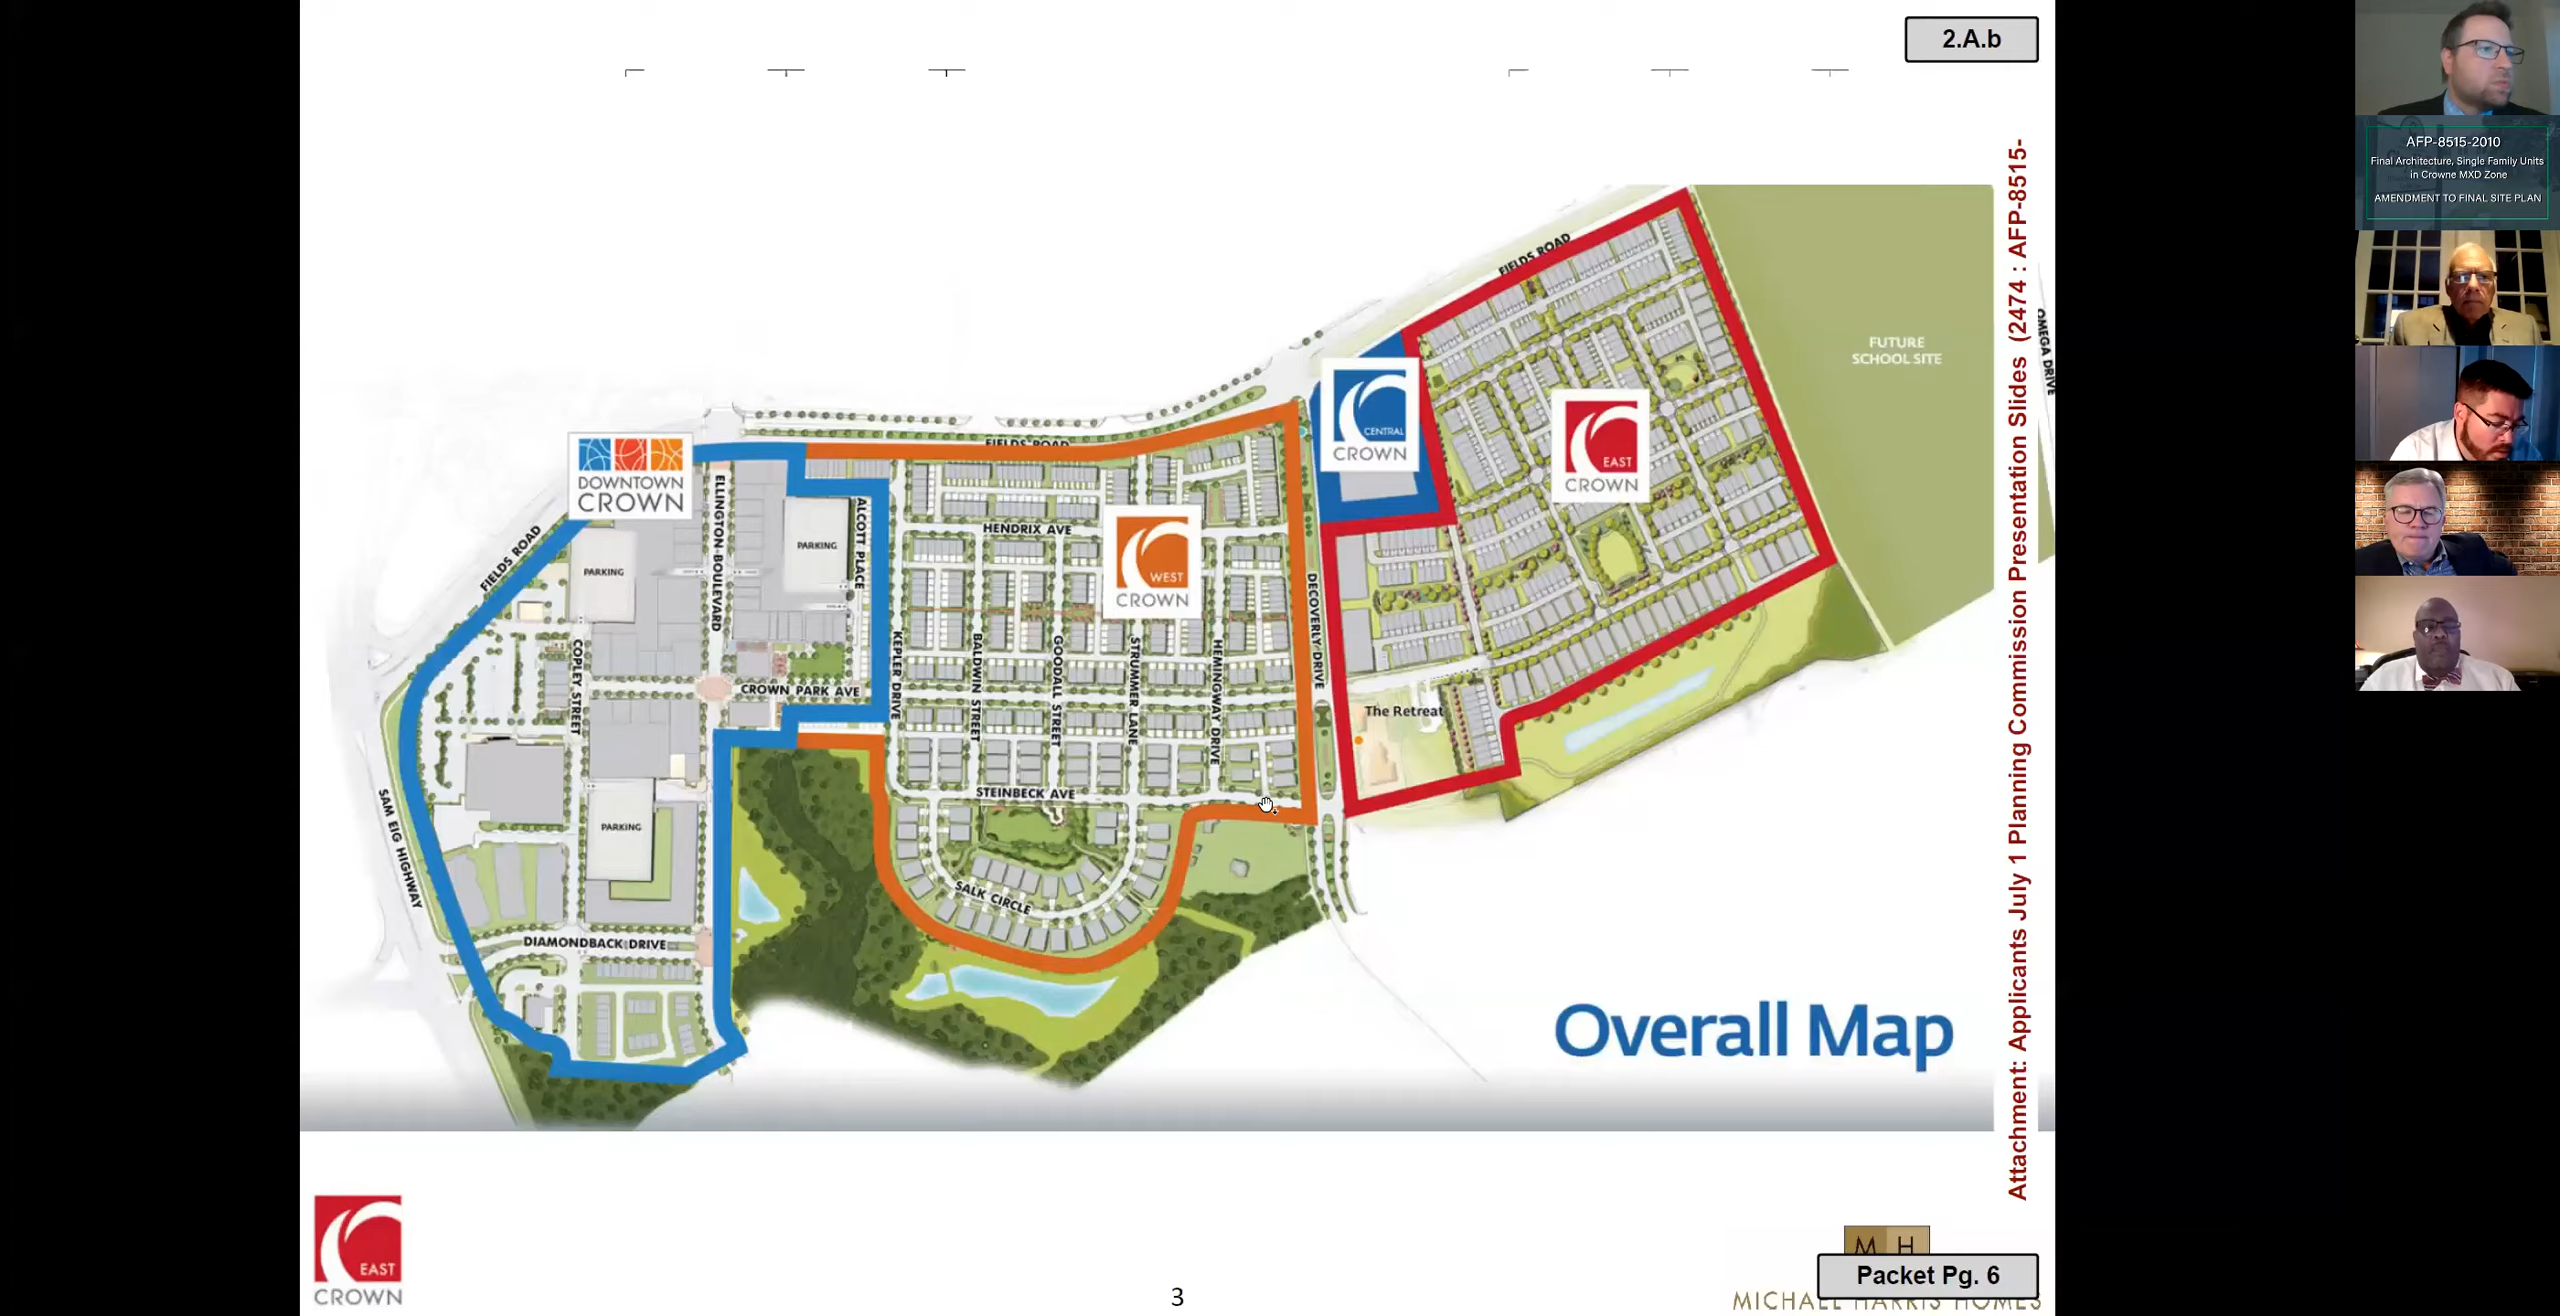 2.A.b
AFP-8515-2010
Final Architecture, Single Family Units
in Crowne MXD Zone
AMENDMENT TO FINAL SITE PLAN
Attachment: Applicants July 1 Planning Commission Presentation Slides (2474 : AFP-8515-
OMEGA DRIVE
FUTURE
SCHOOL SITE
FIELDS ROAD
CENTRAL
CROWN
EAST
CROWN
DOWNTOWN
CROWN
FIELDS ROAD
FIELDS ROAD
ELLINGTON BOULEVARD
PARKING
PARKING
ALCOTT PLACE
HENDRIX AVE
WEST
CROWN
DECOVERLY DRIVE
COPLEY STREET
KEPLER DRIVE
BALDWIN STREET
GOODALL STREET
STRUMMER LANE
HEMINGWAY DRIVE
CROWN PARK AVE
The Retreat
STEINBECK AVE
SAM EIG HIGHWAY
PARKING
SALK CIRCLE
DIAMONDBACK DRIVE
Overall Map
EAST
CROWN
3
M H
Packet Pg. 6
MICHAEL HARRIS HOMES